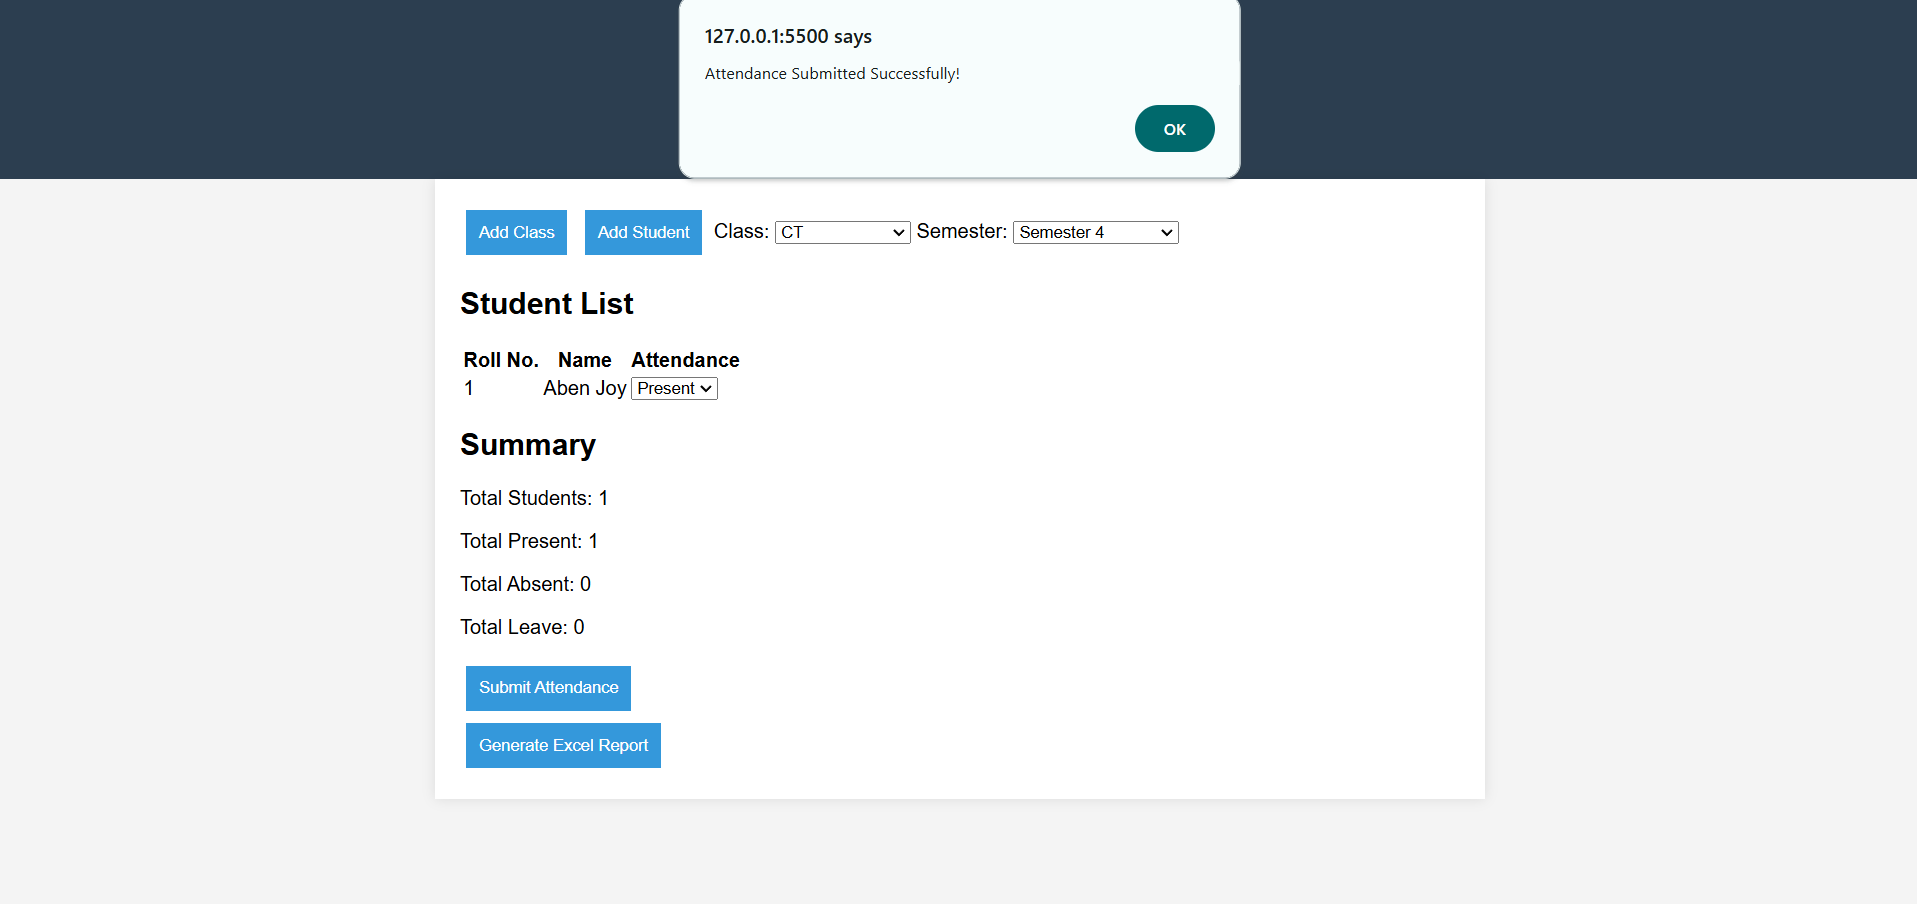 127.0.0.1:5500 says
Attendance Submitted Successfully!
OK
Add Class Add Student Class: CT Semester: Semester 4
Student List
Roll No. Name Attendance
1 Aben Joy Present
Summary
Total Students: 1
Total Present: 1
Total Absent: 0
Total Leave: 0
Submit Attendance
Generate Excel Report